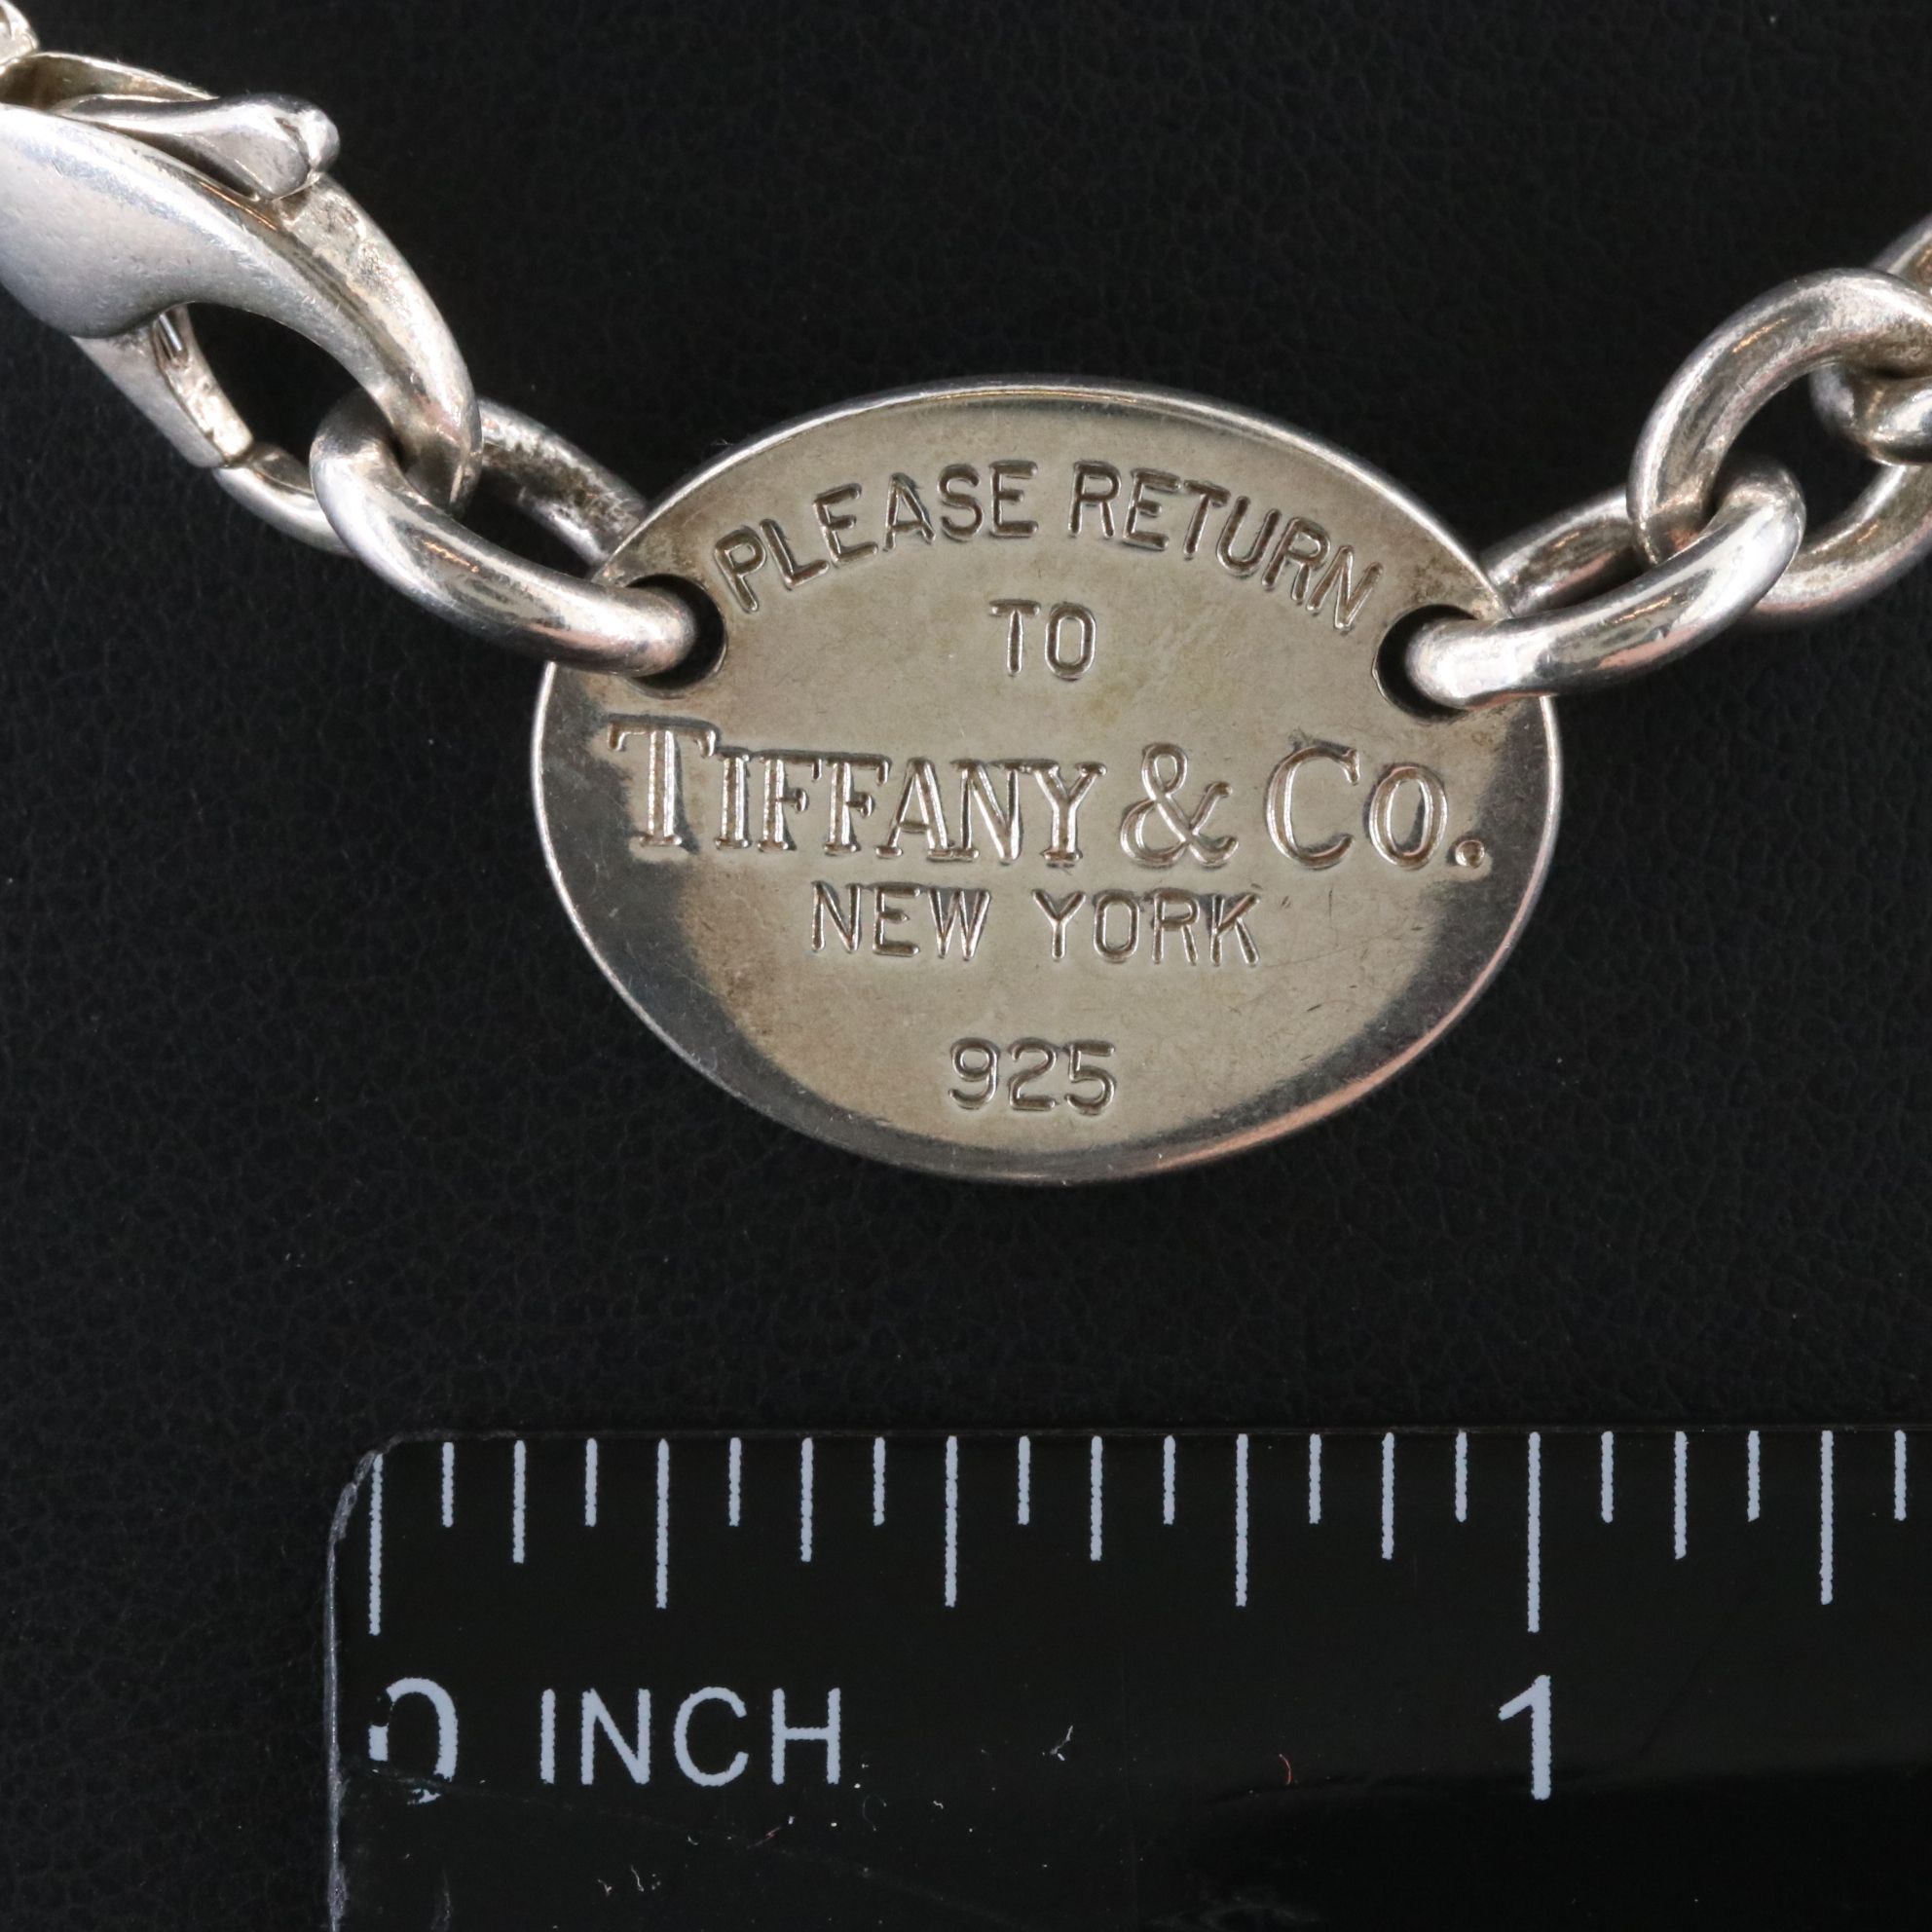 PLEASE RETURN
TO
TIFFANY & CO.
NEW YORK
925
0 INCH 1